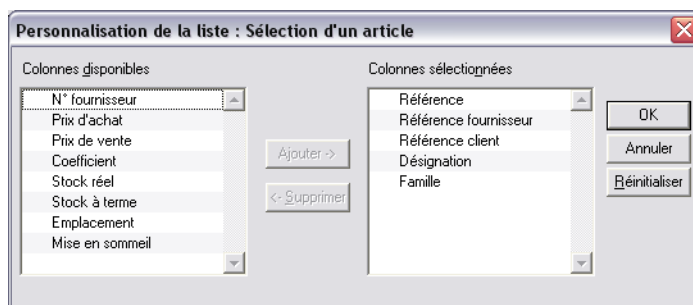 Personnalisation de la liste : Sélection d'un article
Colonnes disponibles
N° fournisseur
Prix d'achat
Prix de vente
Coefficient
Stock réel
Stock à terme
Emplacement
Mise en sommeil
Ajouter ->
<- Supprimer
Colonnes sélectionnées
Référence
Référence fournisseur
Référence client
Désignation
Famille
OK
Annuler
Réinitialiser